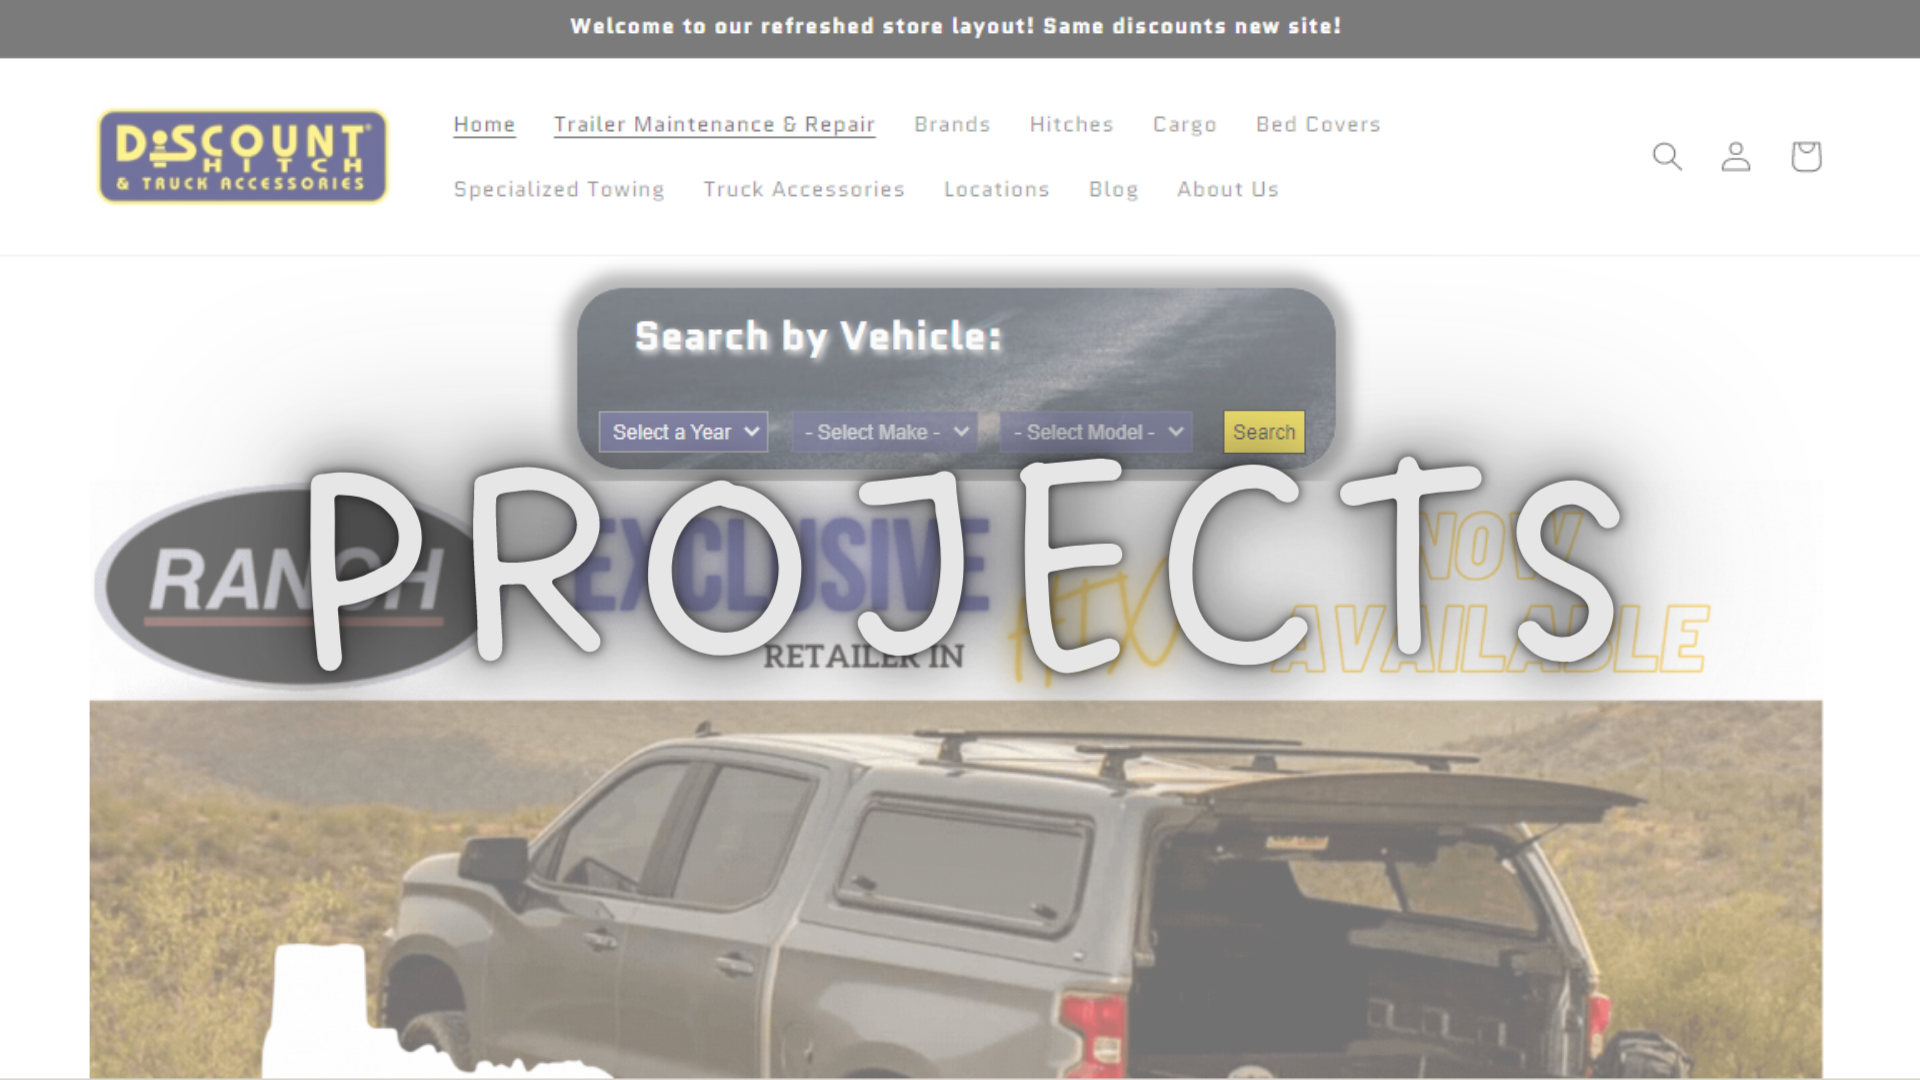 Welcome to our refreshed store layout! Same discounts new site!
DiSCOUNT®
HITCH
& TRUCK ACCESSORIES
Home Trailer Maintenance & Repair Brands Hitches Cargo Bed Covers
Specialized Towing Truck Accessories Locations Blog About Us
Search by Vehicle:
Select a Year - Select Make - - Select Model - Search
PROJECTS
RANCH
EXCLUSIVE
RETAILER IN
ATX
NOW
AVAILABLE